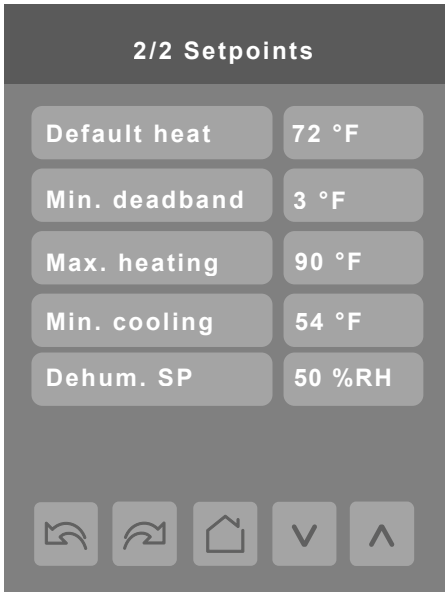 2/2 Setpoints
Default heat 72 °F
Min. deadband 3 °F
Max. heating 90 °F
Min. cooling 54 °F
Dehum. SP 50 %RH